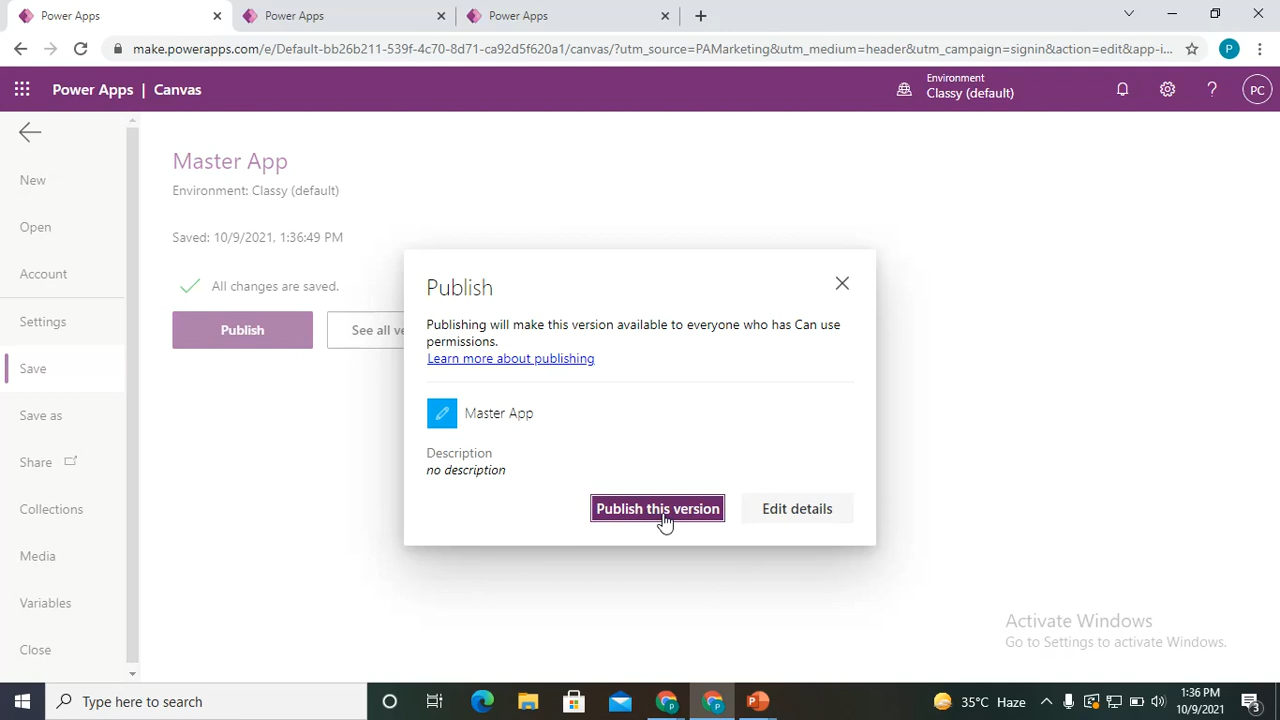 Power Apps
Power Apps
Power Apps
make.powerapps.com/e/Default-bb26b211-539f-4c70-8d71-ca92d5f620a1/canvas/?utm_source=PAMarketing&utm_medium=header&utm_campaign=signin&action=edit&app-i...
P
Power Apps | Canvas
Environment
Classy (default)
?
PC
New
Open
Account
Settings
Save
Save as
Share
Collections
Media
Variables
Close
Master App
Environment: Classy (default)
Saved: 10/9/2021, 1:36:49 PM
All changes are saved.
Publish
See all ve
Publish
Publishing will make this version available to everyone who has Can use
permissions.
Learn more about publishing
Master App
Description
no description
Publish this version
Edit details
Activate Windows
Go to Settings to activate Windows.
Type here to search
P
P
P
35°C Haze
1:36 PM
10/9/2021
3